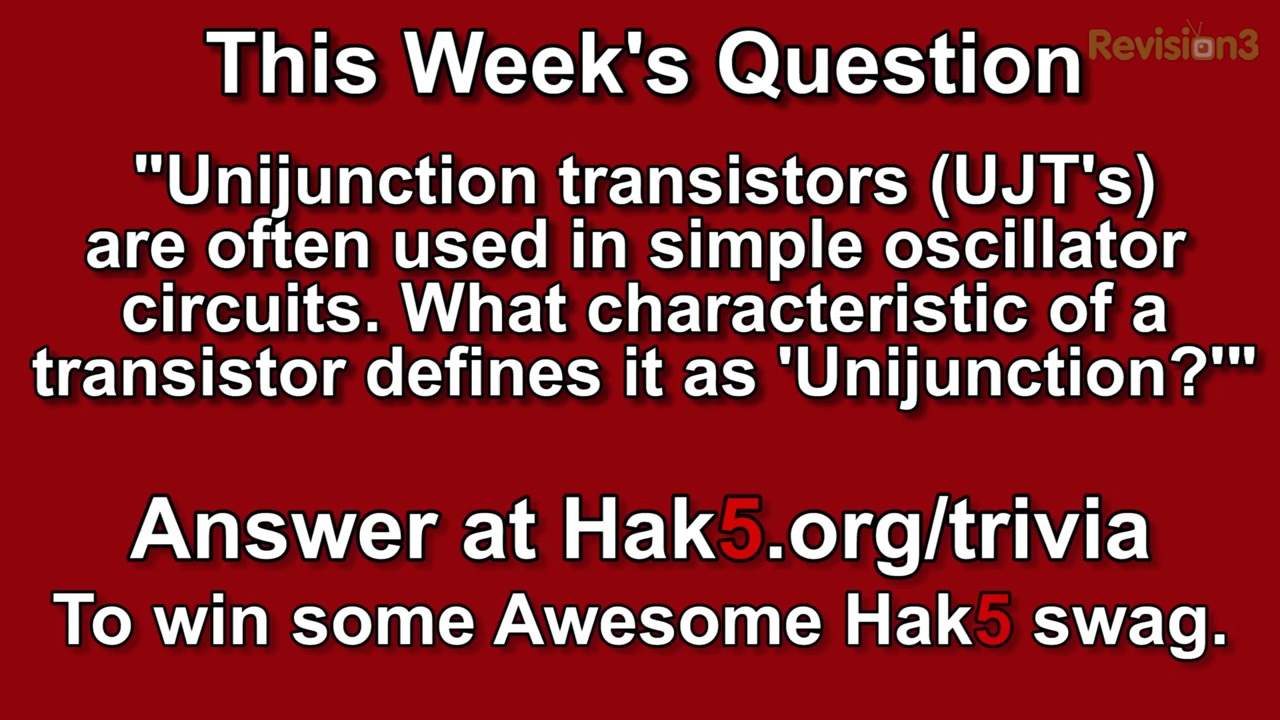 This Week's Question
Revision3
"Unijunction transistors (UJT's)
are often used in simple oscillator
circuits. What characteristic of a
transistor defines it as 'Unijunction?'"
Answer at Hak5.org/trivia
To win some Awesome Hak5 swag.